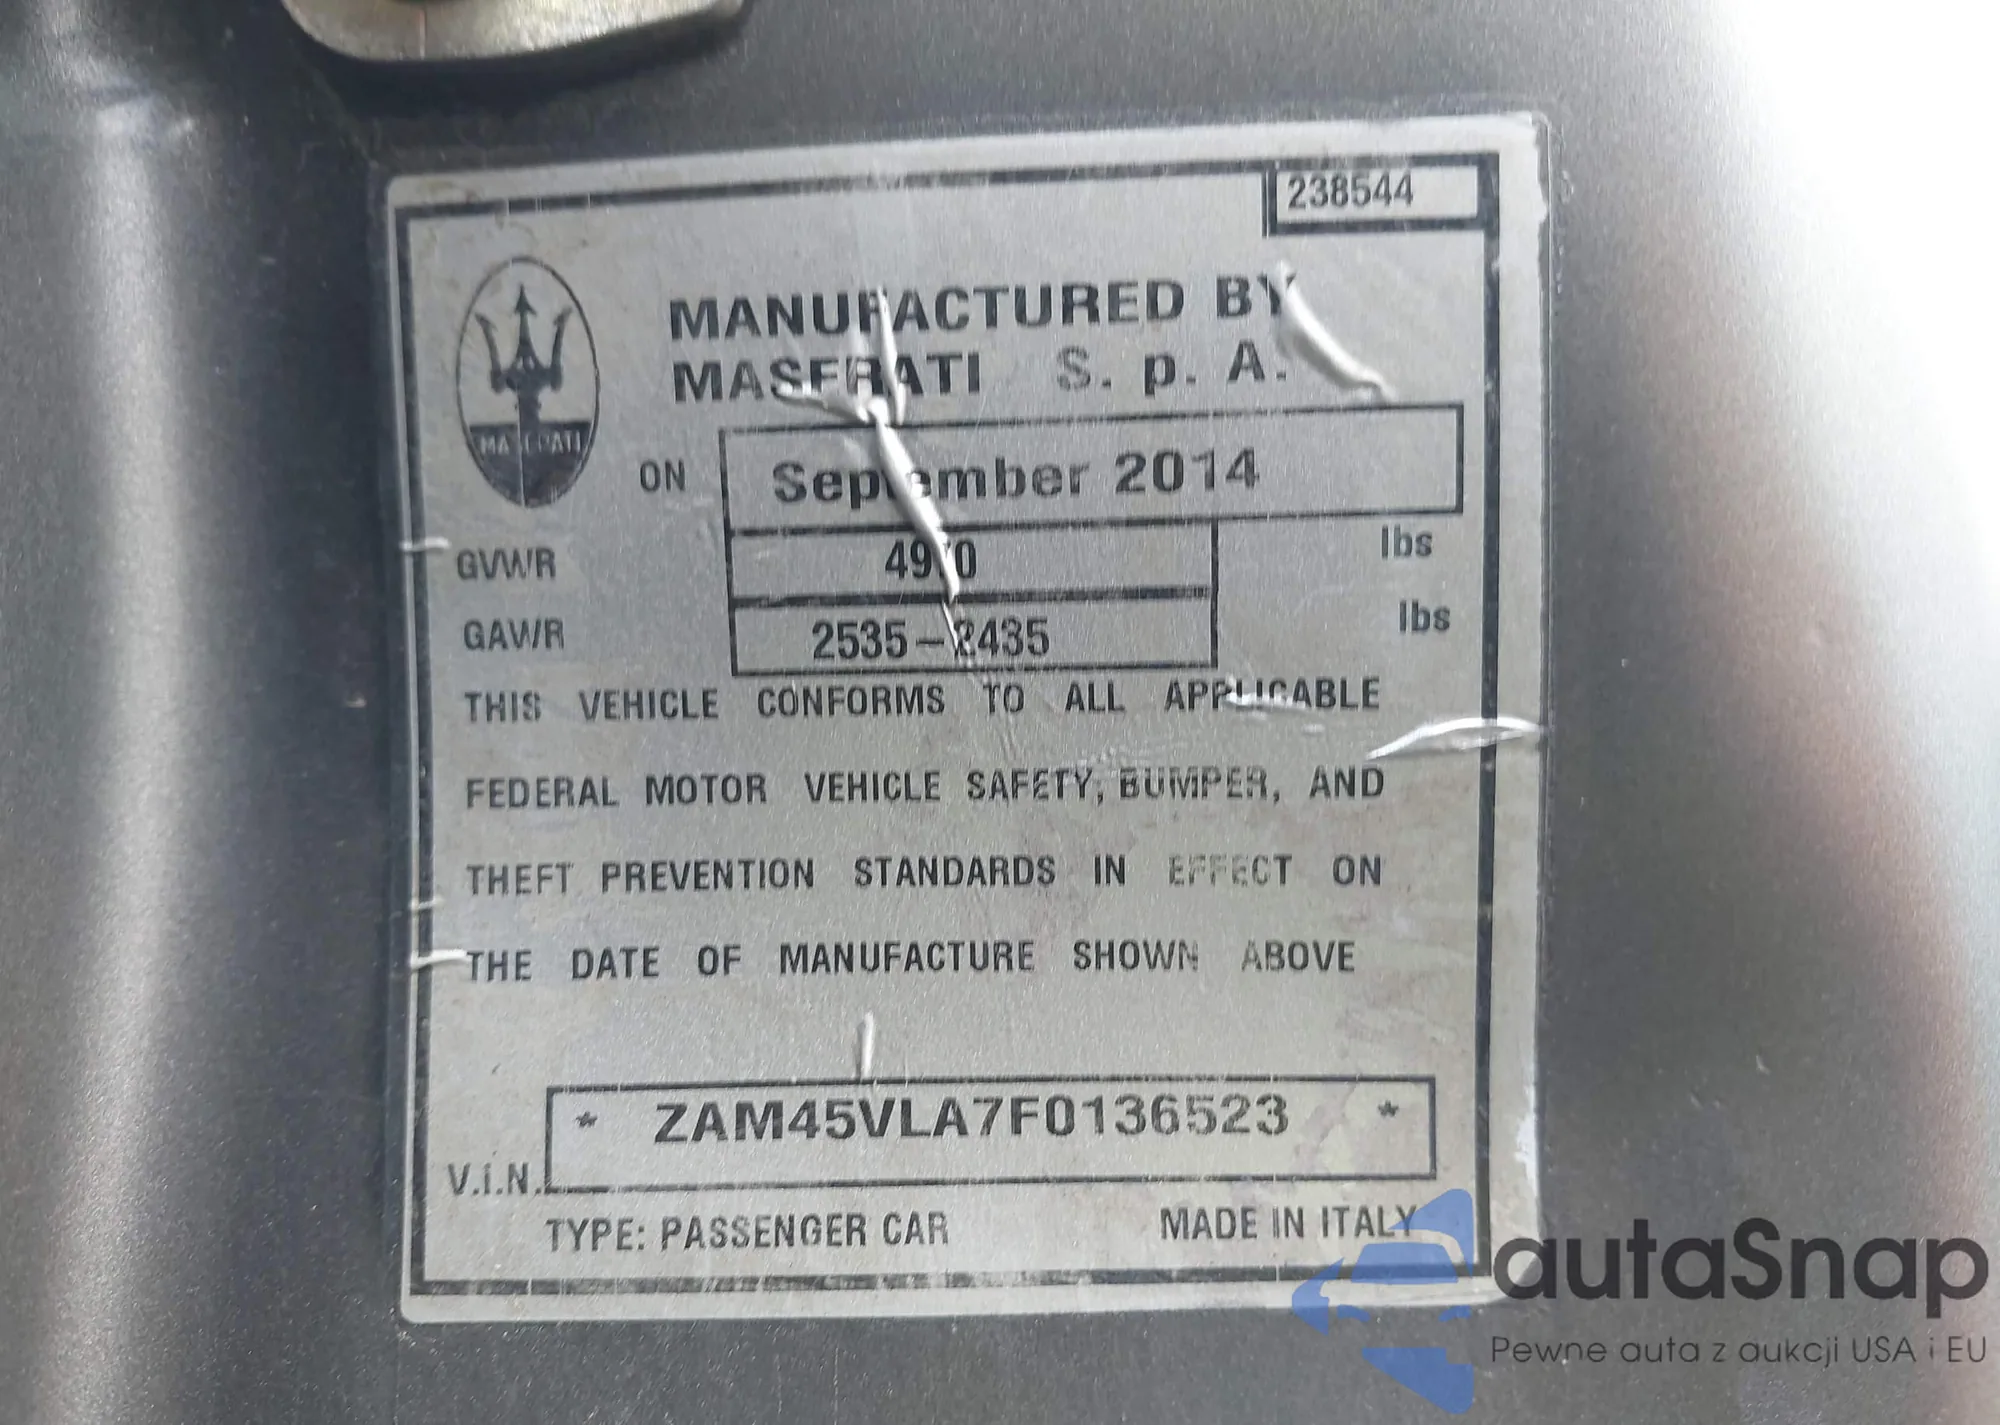 238544
MANUFACTURED BY
MASERATI S. p. A.
MASERATI
ON September 2014
GVWR lbs
GAWR 2535-2435 lbs
THIS VEHICLE CONFORMS TO ALL APPLICABLE
FEDERAL MOTOR VEHICLE SAFETY, BUMPER, AND
THEFT PREVENTION STANDARDS IN EFFECT ON
THE DATE OF MANUFACTURE SHOWN ABOVE
* ZAM45VLA7F0136523 *
V.I.N.
TYPE: PASSENGER CAR MADE IN ITALY
autaSnap
Pewne auta z aukcji USA i EU